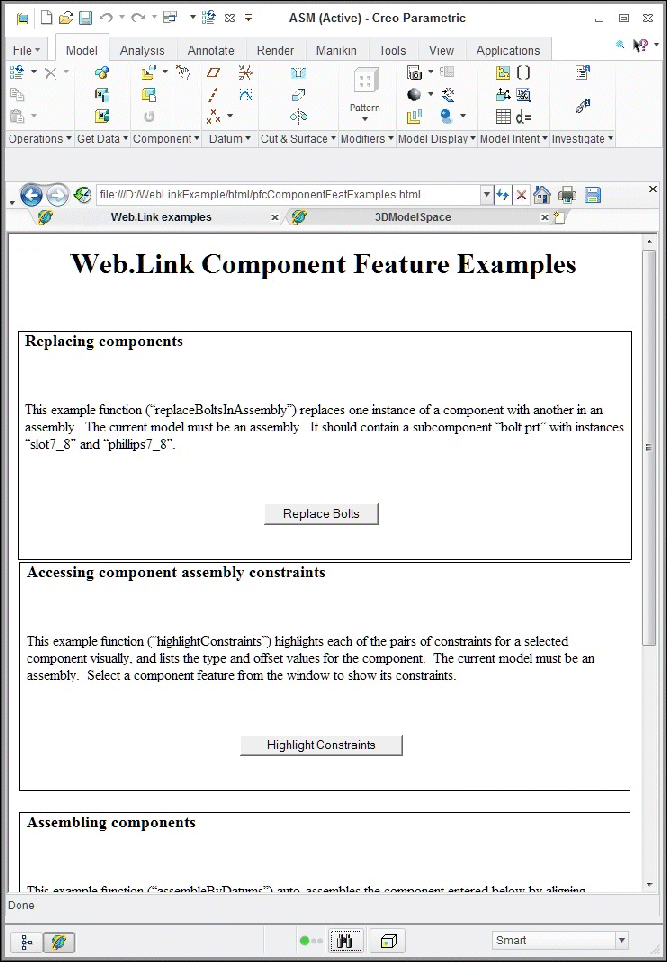 ASM (Active) - Creo Parametric
File Model Analysis Annotate Render Manikin Tools View Applications
Pattern
Operations Get Data Component Datum Cut & Surface Modifiers Model Display Model Intent Investigate
file:///D:/WebLinkExample/html/pfcComponentFeatExamples.html
Web.Link examples 3DModelSpace
Web.Link Component Feature Examples
Replacing components
This example function (“replaceBoltsInAssembly”) replaces one instance of a component with another in an
assembly. The current model must be an assembly. It should contain a subcomponent “bolt.prt” with instances
“slot7_8” and “phillips7_8”.
Replace Bolts
Accessing component assembly constraints
This example function (“highlightConstraints”) highlights each of the pairs of constraints for a selected
component visually, and lists the type and offset values for the component. The current model must be an
assembly. Select a component feature from the window to show its constraints.
Highlight Constraints
Assembling components
This example function (“assembleByDatums”) auto-assembles the component entered below by aligning
Done
Smart